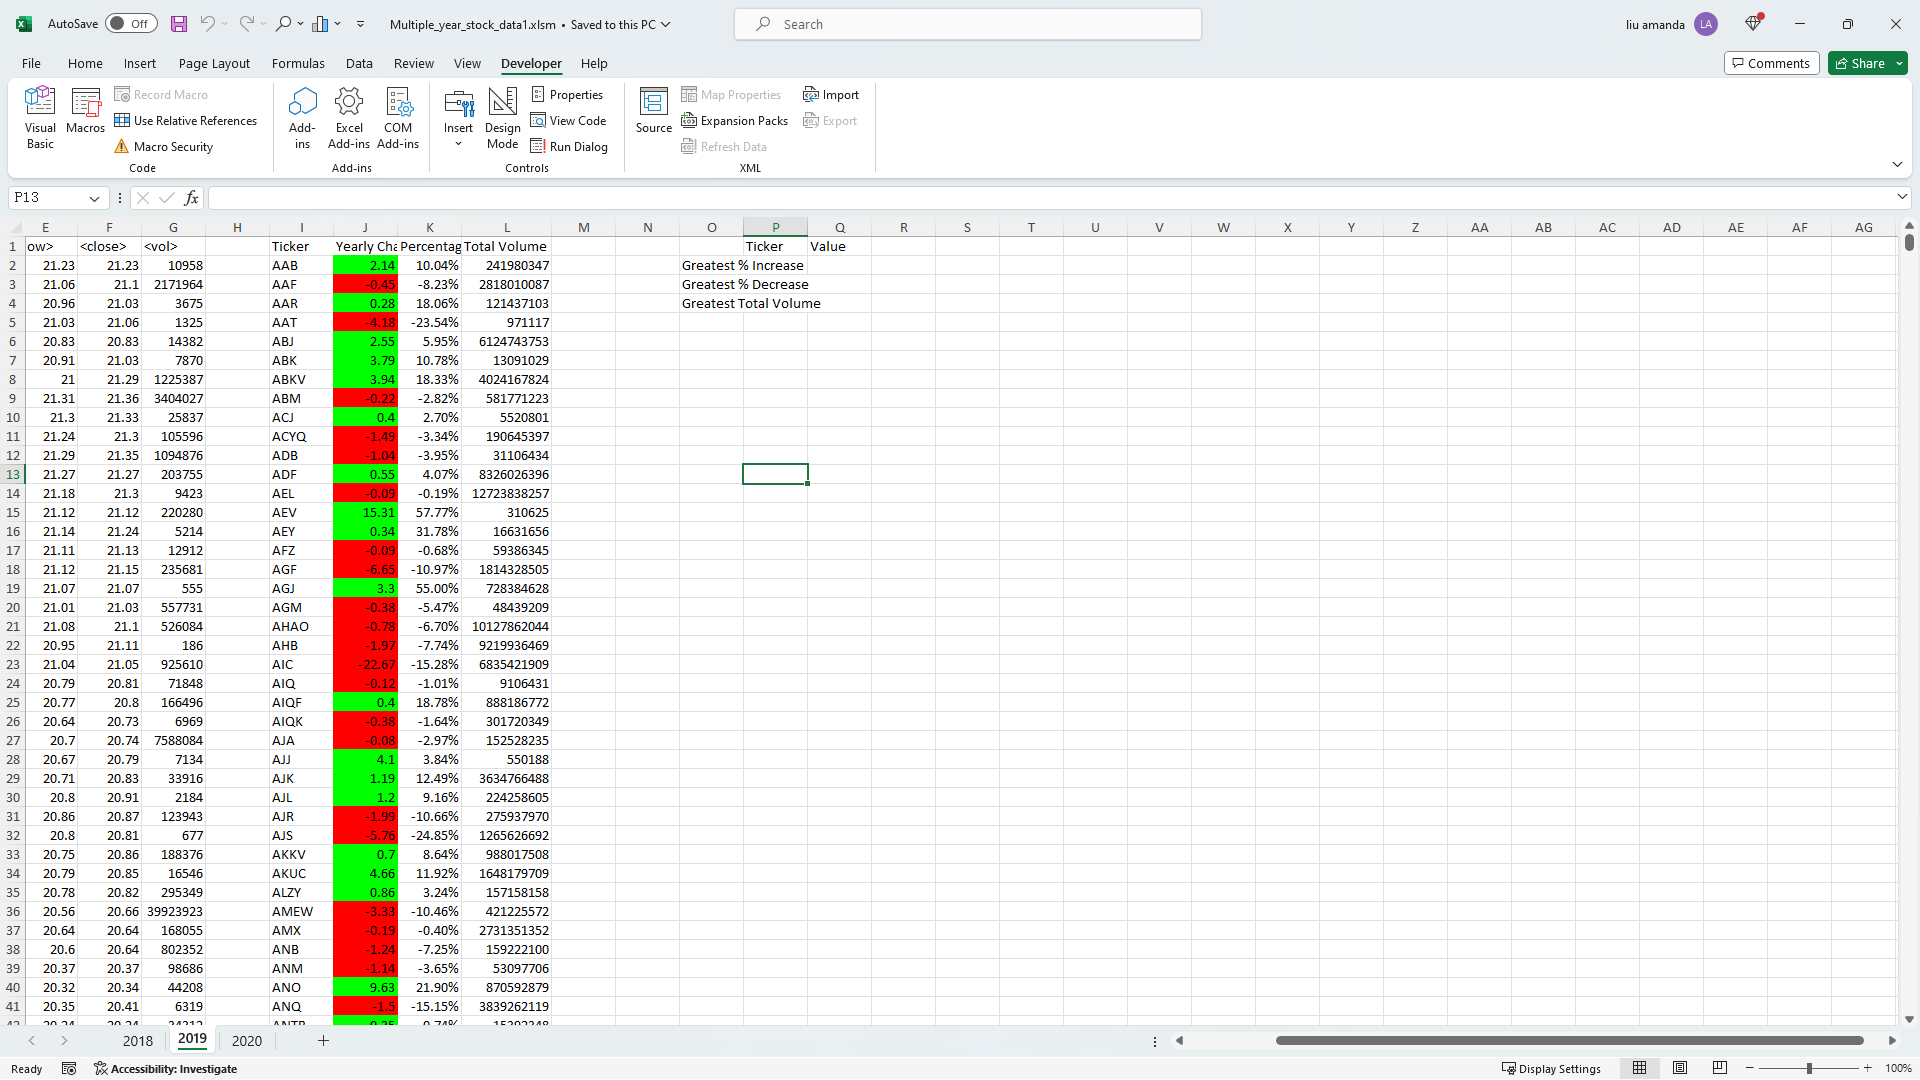 AutoSave Off Multiple_year_stock_data1.xlsm • Saved to this PC Search liu amanda LA
File Home Insert Page Layout Formulas Data Review View Developer Help Comments Share
Visual Basic Macros Record Macro Use Relative References Macro Security Code
Add-ins Excel Add-ins COM Add-ins Add-ins
Insert Design Mode Properties View Code Run Dialog Controls
Source Map Properties Expansion Packs Refresh Data Import Export XML
P13 fx
E F G H I J K L M N O P Q R S T U V W X Y Z AA AB AC AD AE AF AG
1 ow> <close> <vol> Ticker Yearly Cha Percentag Total Volume Ticker Value
2 21.23 21.23 10958 AAB 2.14 10.04% 241980347 Greatest % Increase
3 21.06 21.1 2171964 AAF -0.45 -8.23% 2818010087 Greatest % Decrease
4 20.96 21.03 3675 AAR 0.28 18.06% 121437103 Greatest Total Volume
5 21.03 21.06 1325 AAT -4.18 -23.54% 971117
6 20.83 20.83 14382 ABJ 2.55 5.95% 6124743753
7 20.91 21.03 7870 ABK 3.79 10.78% 13091029
8 21 21.29 1225387 ABKV 3.94 18.33% 4024167824
9 21.31 21.36 3404027 ABM -0.22 -2.82% 581771223
10 21.3 21.33 25837 ACJ 0.4 2.70% 5520801
11 21.24 21.3 105596 ACYQ -1.49 -3.34% 190645397
12 21.29 21.35 1094876 ADB -1.04 -3.95% 31106434
13 21.27 21.27 203755 ADF 0.55 4.07% 8326026396
14 21.18 21.3 9423 AEL -0.09 -0.19% 12723838257
15 21.12 21.12 220280 AEV 15.31 57.77% 310625
16 21.14 21.24 5214 AEY 0.34 31.78% 16631656
17 21.11 21.13 12912 AFZ -0.09 -0.68% 59386345
18 21.12 21.15 235681 AGF -6.65 -10.97% 1814328505
19 21.07 21.07 555 AGJ 3.3 55.00% 728384628
20 21.01 21.03 557731 AGM -0.38 -5.47% 48439209
21 21.08 21.1 526084 AHAO -0.78 -6.70% 10127862044
22 20.95 21.11 186 AHB -1.97 -7.74% 9219936469
23 21.04 21.05 925610 AIC -22.67 -15.28% 6835421909
24 20.79 20.81 71848 AIQ -0.12 -1.01% 9106431
25 20.77 20.8 166496 AIQF 0.4 18.78% 888186772
26 20.64 20.73 6969 AIQK -0.38 -1.64% 301720349
27 20.7 20.74 7588084 AJA -0.08 -2.97% 152528235
28 20.67 20.79 7134 AJJ 4.1 3.84% 550188
29 20.71 20.83 33916 AJK 1.19 12.49% 3634766488
30 20.8 20.91 2184 AJL 1.2 9.16% 224258605
31 20.86 20.87 123943 AJR -1.99 -10.66% 275937970
32 20.8 20.81 677 AJS -5.76 -24.85% 1265626692
33 20.75 20.86 188376 AKKV 0.7 8.64% 988017508
34 20.79 20.85 16546 AKUC 4.66 11.92% 1648179709
35 20.78 20.82 295349 ALZY 0.86 3.24% 157158158
36 20.56 20.66 39923923 AMEW -3.33 -10.46% 421225572
37 20.64 20.64 168055 AMX -0.19 -0.40% 2731351352
38 20.6 20.64 802352 ANB -1.24 -7.25% 159222100
39 20.37 20.37 98686 ANM -1.14 -3.65% 53097706
40 20.32 20.34 44208 ANO 9.63 21.90% 870592879
41 20.35 20.41 6319 ANQ -1.5 -15.15% 3839262119
2018 2019 2020
Ready Accessibility: Investigate Display Settings 100%